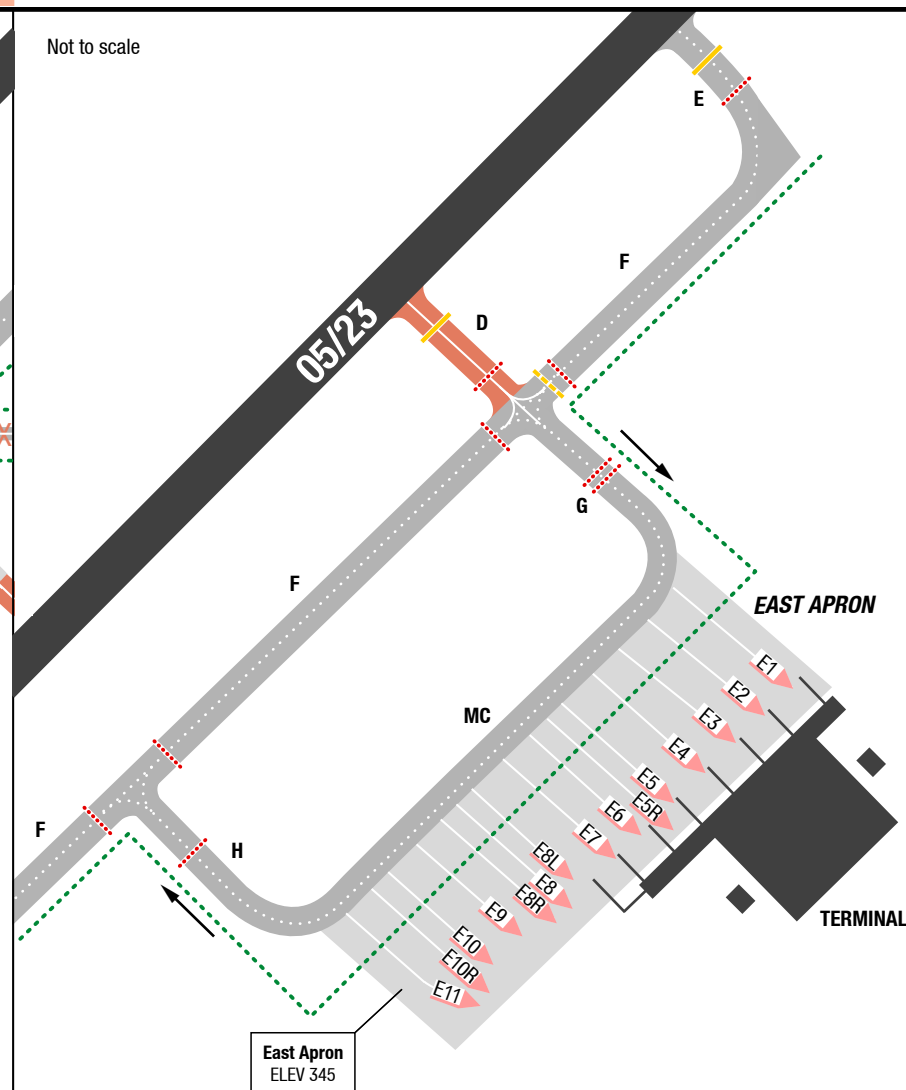 Not to scale
E
F
D
05/23
G
F
EAST APRON
E1
E2
E3
MC
E4
E5
E5R
E6
E7
F
H
E8L
E8
E8R
E9
TERMINAL
E10
E10R
E11
East Apron
ELEV 345